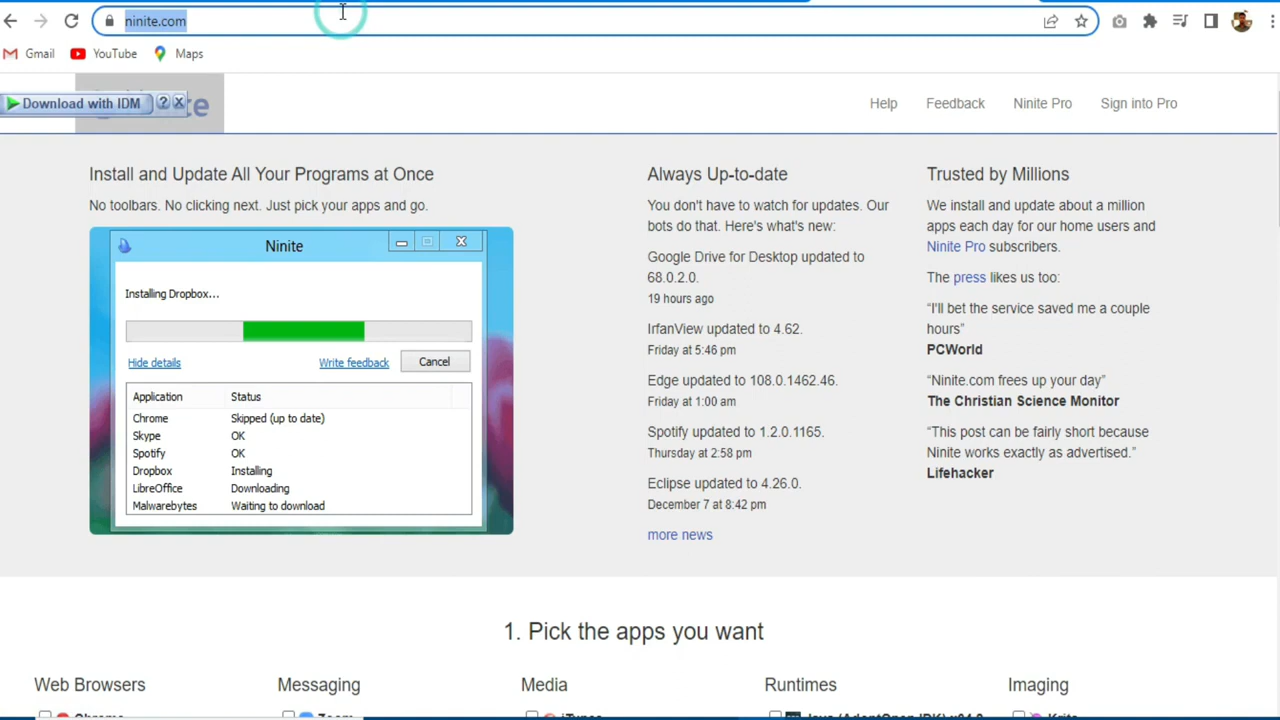 ninite.com
Gmail YouTube Maps
Download with IDM ?
Help Feedback Ninite Pro Sign into Pro
Install and Update All Your Programs at Once
No toolbars. No clicking next. Just pick your apps and go.
Ninite
Installing Dropbox...
Hide details Write feedback Cancel
Application Status
Chrome Skipped (up to date)
Skype OK
Spotify OK
Dropbox Installing
LibreOffice Downloading
Malwarebytes Waiting to download
Always Up-to-date
You don't have to watch for updates. Our
bots do that. Here's what's new:
Google Drive for Desktop updated to
68.0.2.0.
19 hours ago
IrfanView updated to 4.62.
Friday at 5:46 pm
Edge updated to 108.0.1462.46.
Friday at 1:00 am
Spotify updated to 1.2.0.1165.
Thursday at 2:58 pm
Eclipse updated to 4.26.0.
December 7 at 8:42 pm
more news
Trusted by Millions
We install and update about a million
apps each day for our home users and
Ninite Pro subscribers.
The press likes us too:
“I'll bet the service saved me a couple
hours”
PCWorld
“Ninite.com frees up your day”
The Christian Science Monitor
“This post can be fairly short because
Ninite works exactly as advertised.”
Lifehacker
1. Pick the apps you want
Web Browsers Messaging Media Runtimes Imaging
Chrome Zoom iTunes Java (AdoptOpenJDK) x64 8 Krita